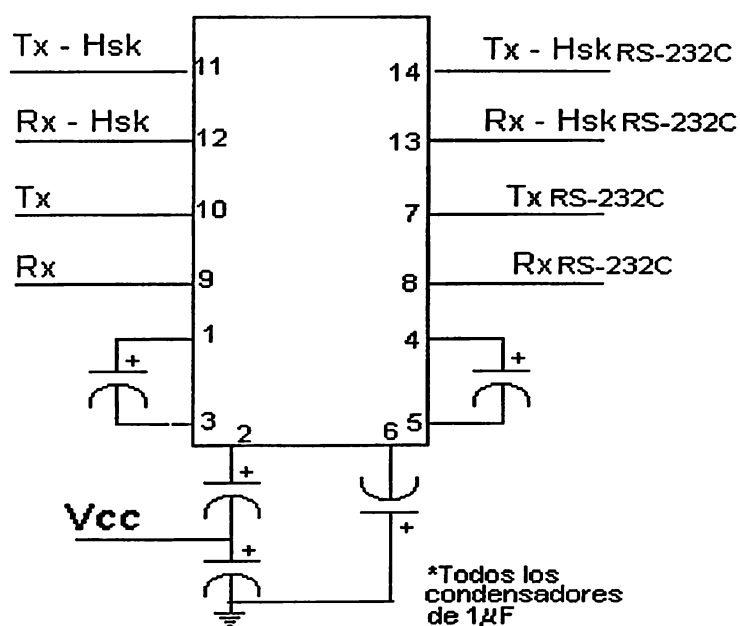 Tx - Hsk
11
14
Tx - Hsk RS-232C
Rx - Hsk
12
13
Rx - Hsk RS-232C
Tx
10
7
Tx RS-232C
Rx
9
8
Rx RS-232C
1
4
+
+
3
2
6
5
+
Vcc
+
+
*Todos los
condensadores
de 1µF